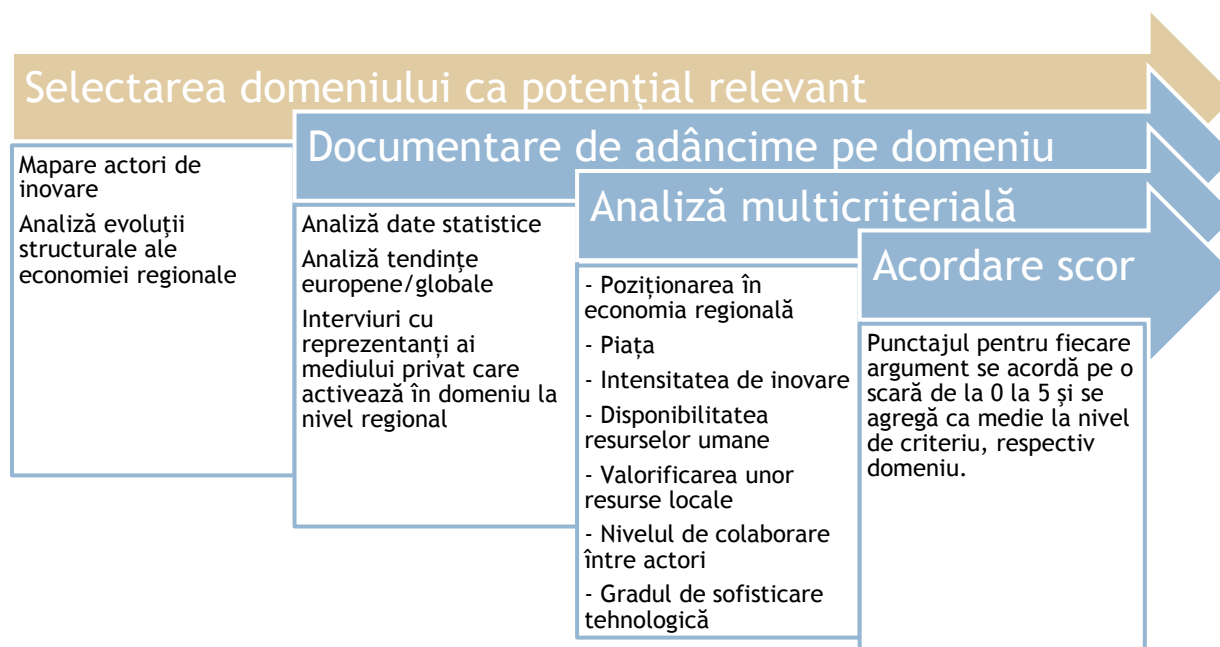 Selectarea domeniului ca potențial relevant
Mapare actori de
inovare
Analiză evoluţii
structurale ale
economiei regionale
Documentare de adâncime pe domeniu
Analiză date statistice
Analiză tendinţe
europene/globale
Interviuri cu
reprezentanți ai
mediului privat care
activează în domeniu la
nivel regional
Analiză multicriterială
- Poziționarea în
economia regională
- Piața
- Intensitatea de inovare
- Disponibilitatea
resurselor umane
- Valorificarea unor
resurse locale
- Nivelul de colaborare
între actori
- Gradul de sofisticare
tehnologică
Acordare scor
Punctajul pentru fiecare
argument se acordă pe o
scară de la 0 la 5 şi se
agregă ca medie la nivel
de criteriu, respectiv
domeniu.